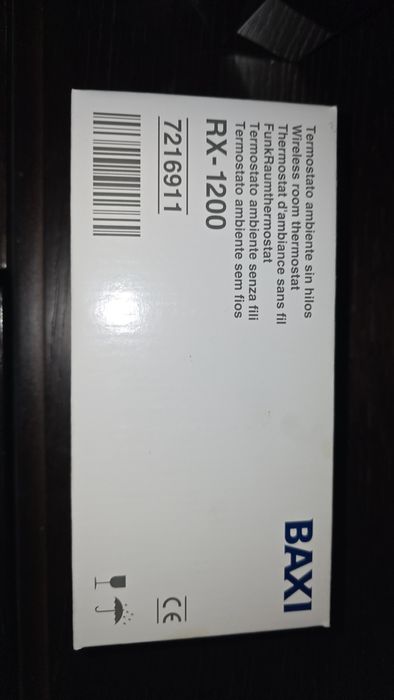 Termostato ambiente sin hilos
Wireless room thermostat
Thermostat d'ambiance sans fil
FunkRaumthermostat
Termostato ambiente senza fili
Termostato ambiente sem fios
RX-1200
7216911
BAXI
CE